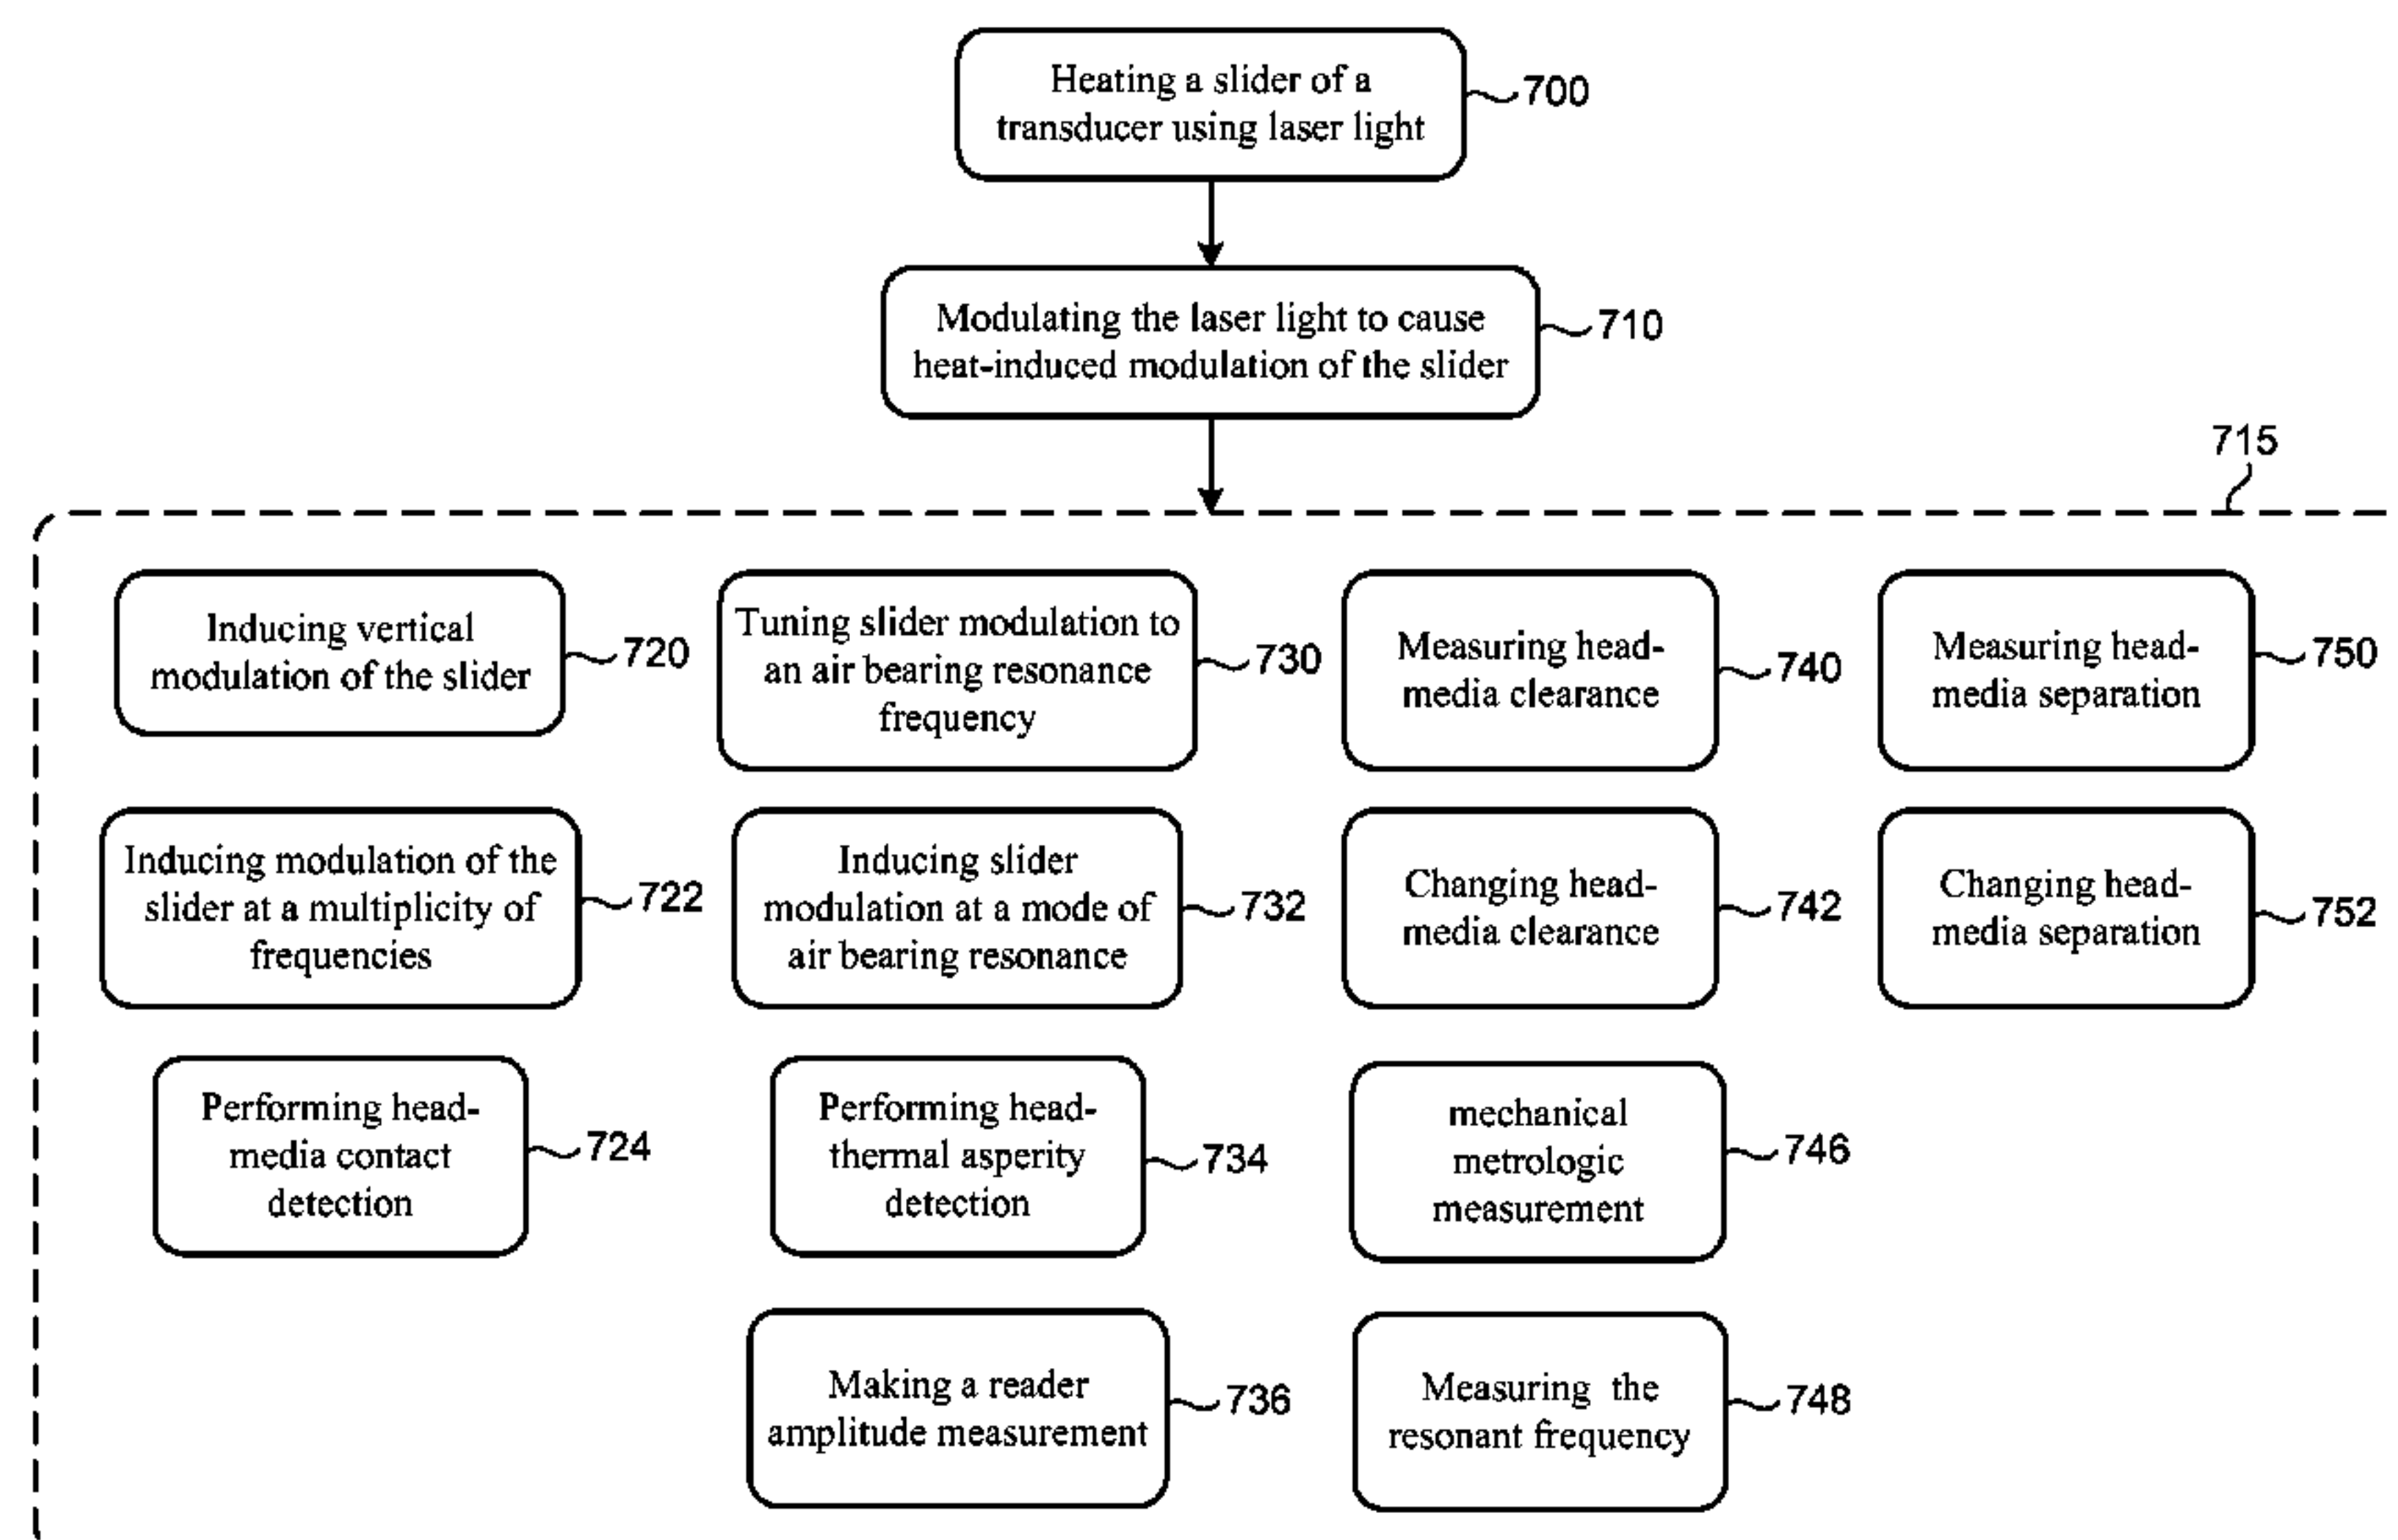 Heating a slider of a
transducer using laser light
700
Modulating the laser light to cause
heat-induced modulation of the slider
710
715
Inducing vertical
modulation of the slider
720
Tuning slider modulation to
an air bearing resonance
frequency
730
Measuring head-
media clearance
740
Measuring head-
media separation
750
Inducing modulation of the
slider at a multiplicity of
frequencies
722
Inducing slider
modulation at a mode of
air bearing resonance
732
Changing head-
media clearance
742
Changing head-
media separation
752
Performing head-
media contact
detection
724
Performing head-
thermal asperity
detection
734
mechanical
metrologic
measurement
746
Making a reader
amplitude measurement
736
Measuring the
resonant frequency
748